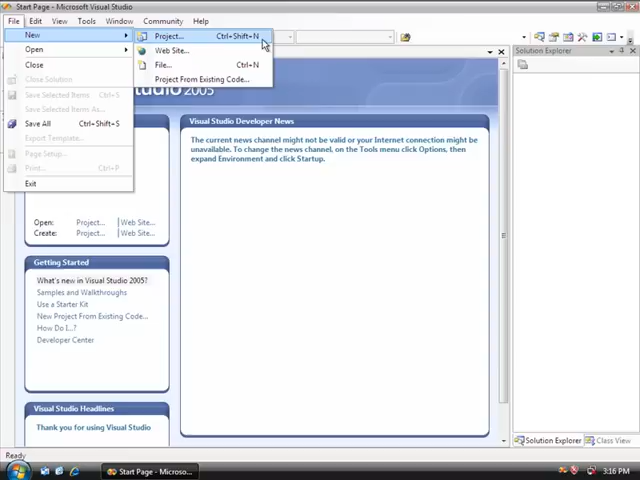 Start Page - Microsoft Visual Studio
File Edit View Tools Window Community Help
New
Open
Close
Close Solution
Save Selected Items Ctrl+S
Save Selected Items As...
Save All Ctrl+Shift+S
Export Template...
Page Setup...
Print... Ctrl+P
Exit
Project... Ctrl+Shift+N
Web Site...
File... Ctrl+N
Project From Existing Code...
Studio 2005
Open: Project... Web Site...
Create: Project... Web Site...
Getting Started
What's new in Visual Studio 2005?
Samples and Walkthroughs
Use a Starter Kit
New Project From Existing Code...
How Do I...?
Developer Center
Visual Studio Headlines
Thank you for using Visual Studio
Visual Studio Developer News
The current news channel might not be valid or your Internet connection might be
unavailable. To change the news channel, on the Tools menu click Options, then
expand Environment and click Startup.
Solution Explorer
Solution Explorer Class View
Ready
Start Page - Microso...
3:16 PM